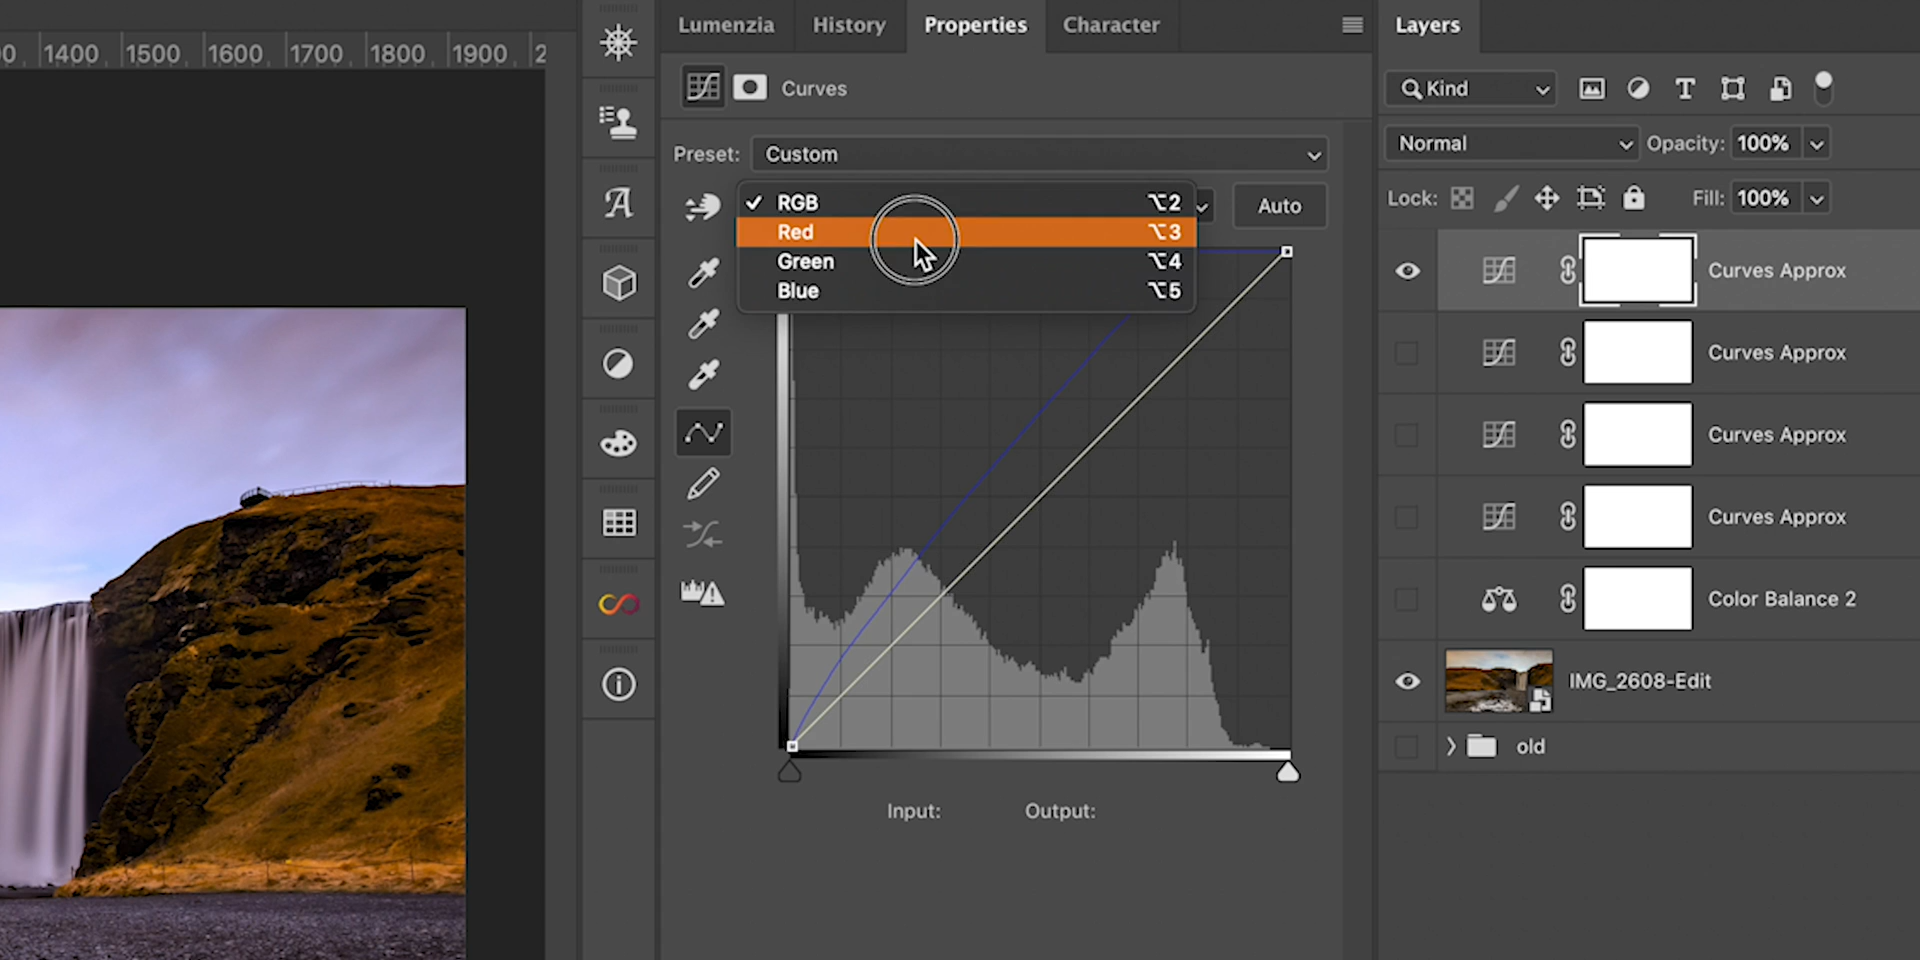 00 1400 1500 1600 1700 1800 1900 2
Lumenzia History Properties Character
Curves
Preset: Custom
RGB ⌥2
Red ⌥3
Green ⌥4
Blue ⌥5
Auto
Input: Output:
Layers
Kind
Normal Opacity: 100%
Lock: Fill: 100%
Curves Approx
Curves Approx
Curves Approx
Curves Approx
Color Balance 2
IMG_2608-Edit
old